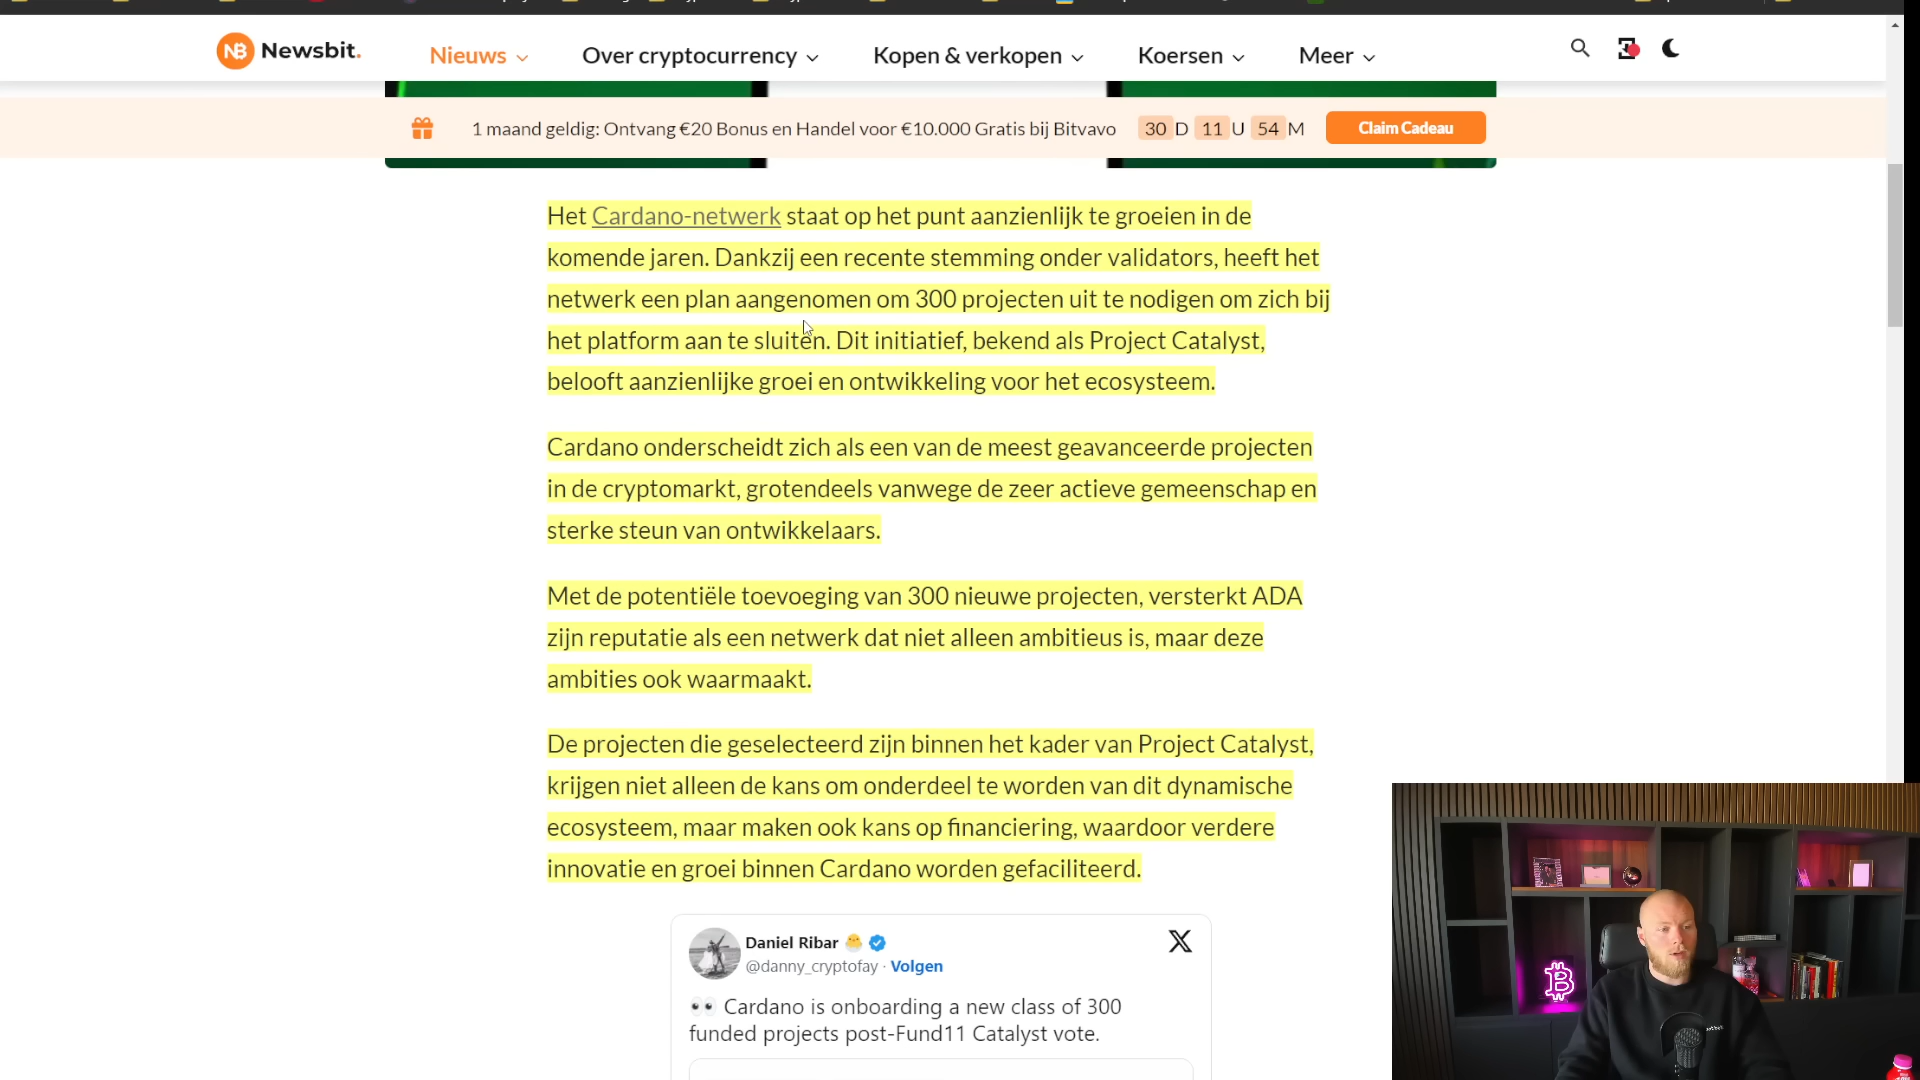 NB Newsbit.
Nieuws
Over cryptocurrency
Kopen & verkopen
Koersen
Meer
1 maand geldig: Ontvang €20 Bonus en Handel voor €10.000 Gratis bij Bitvavo
30 D 11 U 54 M
Claim Cadeau
Het Cardano-netwerk staat op het punt aanzienlijk te groeien in de
komende jaren. Dankzij een recente stemming onder validators, heeft het
netwerk een plan aangenomen om 300 projecten uit te nodigen om zich bij
het platform aan te sluiten. Dit initiatief, bekend als Project Catalyst,
belooft aanzienlijke groei en ontwikkeling voor het ecosysteem.
Cardano onderscheidt zich als een van de meest geavanceerde projecten
in de cryptomarkt, grotendeels vanwege de zeer actieve gemeenschap en
sterke steun van ontwikkelaars.
Met de potentiële toevoeging van 300 nieuwe projecten, versterkt ADA
zijn reputatie als een netwerk dat niet alleen ambitieus is, maar deze
ambities ook waarmaakt.
De projecten die geselecteerd zijn binnen het kader van Project Catalyst,
krijgen niet alleen de kans om onderdeel te worden van dit dynamische
ecosysteem, maar maken ook kans op financiering, waardoor verdere
innovatie en groei binnen Cardano worden gefaciliteerd.
Daniel Ribar
@danny_cryptofay · Volgen
Cardano is onboarding a new class of 300
funded projects post-Fund11 Catalyst vote.